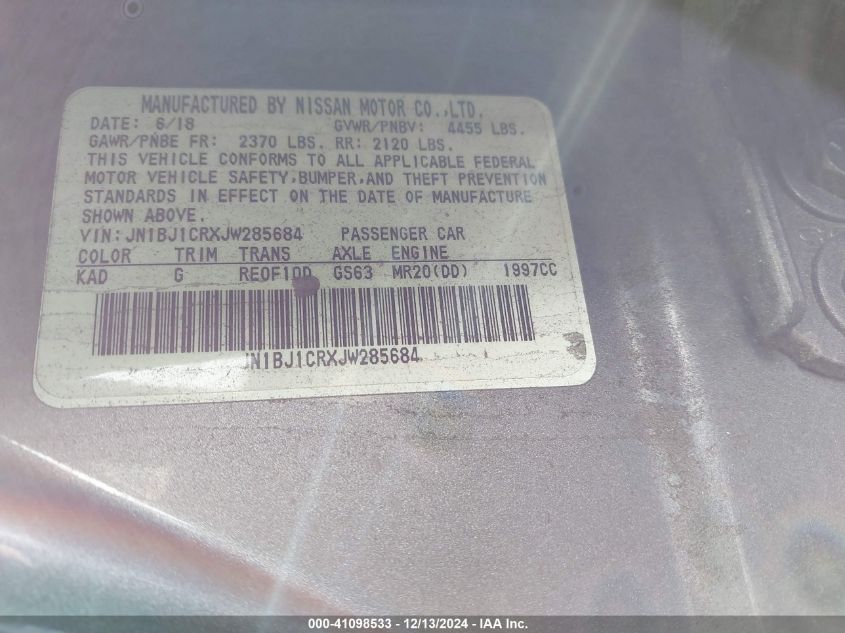 MANUFACTURED BY NISSAN MOTOR CO.,LTD.
DATE: 6/18 GVWR/PNBV: 4455 LBS.
GAWR/PNBE FR: 2370 LBS. RR: 2120 LBS.
THIS VEHICLE CONFORMS TO ALL APPLICABLE FEDERAL
MOTOR VEHICLE SAFETY,BUMPER,AND THEFT PREVENTION
STANDARDS IN EFFECT ON THE DATE OF MANUFACTURE
SHOWN ABOVE.
VIN:JN1BJ1CRXJW285684 PASSENGER CAR
COLOR TRIM TRANS AXLE ENGINE
KAD G RE0F10D GS63 MR20(DD) 1997CC
JN1BJ1CRXJW285684
000-41098533 - 12/13/2024 - IAA Inc.